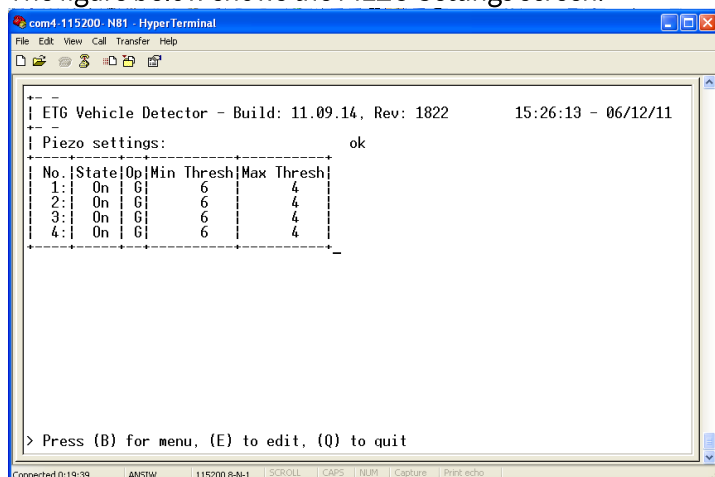 com4-115200- N81 - HyperTerminal
File Edit View Call Transfer Help
ETG Vehicle Detector - Build: 11.09.14, Rev: 1822 15:26:13 - 06/12/11
Piezo settings: ok
No.|State|Op|Min Thresh|Max Thresh|
1:| On | G| 6 | 4 |
2:| On | G| 6 | 4 |
3:| On | G| 6 | 4 |
4:| On | G| 6 | 4 |
> Press (B) for menu, (E) to edit, (Q) to quit
Connected 0:19:39 ANSIW 115200 8-N-1 SCROLL CAPS NUM Capture Print echo